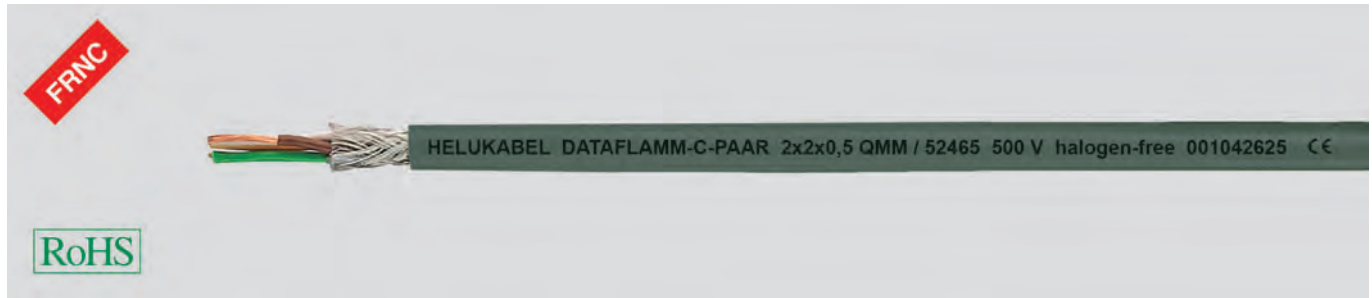 FRNC
HELUKABEL DATAFLAMM-C-PAAR 2x2x0,5 QMM / 52465 500 V halogen-free 001042625 CE
RoHS